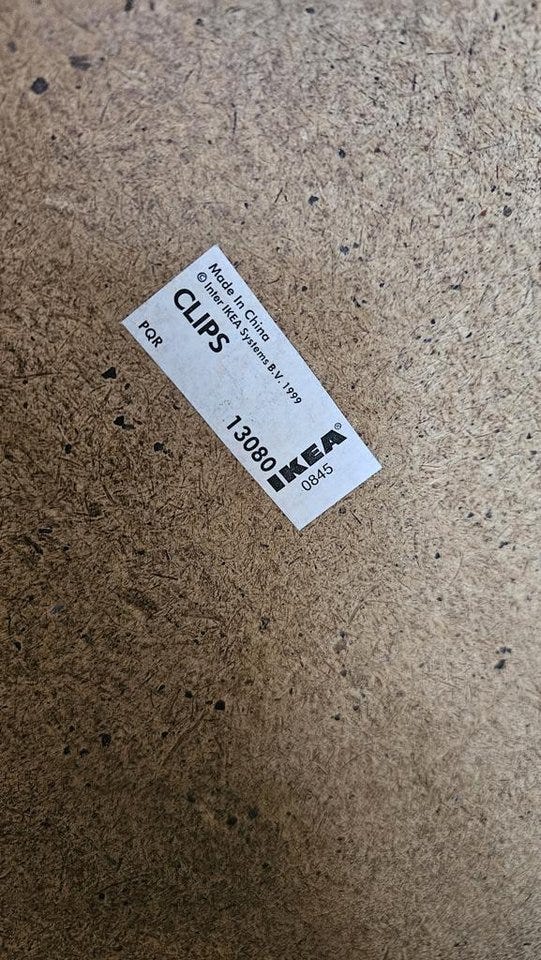 Made In China
© Inter IKEA Systems B.V. 1999
CLIPS
PQR
13080
IKEA®
0845